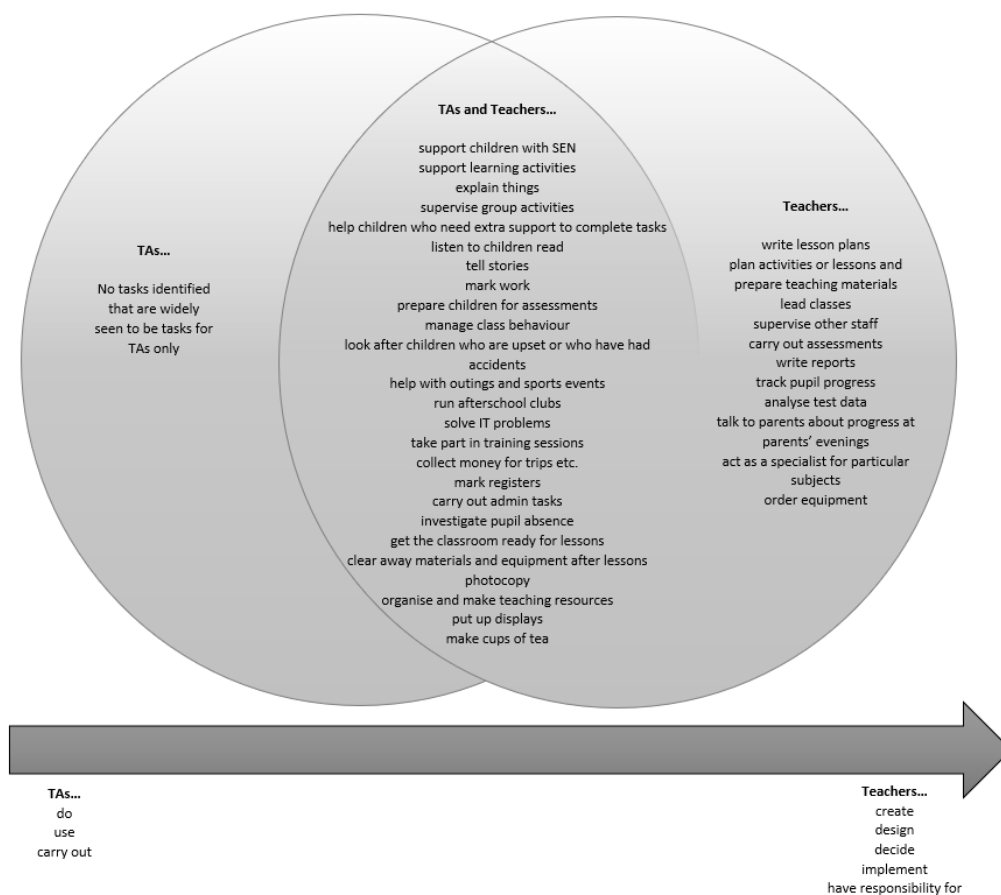 TAs and Teachers...
support children with SEN
support learning activities
explain things
supervise group activities
help children who need extra support to complete tasks
listen to children read
tell stories
mark work
prepare children for assessments
manage class behaviour
look after children who are upset or who have had
accidents
help with outings and sports events
run afterschool clubs
solve IT problems
take part in training sessions
collect money for trips etc.
mark registers
carry out admin tasks
investigate pupil absence
get the classroom ready for lessons
clear away materials and equipment after lessons
photocopy
organise and make teaching resources
put up displays
make cups of tea
TAs...
No tasks identified
that are widely
seen to be tasks for
TAs only
Teachers...
write lesson plans
plan activities or lessons and
prepare teaching materials
lead classes
supervise other staff
carry out assessments
write reports
track pupil progress
analyse test data
talk to parents about progress at
parents' evenings
act as a specialist for particular
subjects
order equipment
TAs...
do
use
carry out
Teachers...
create
design
decide
implement
have responsibility for